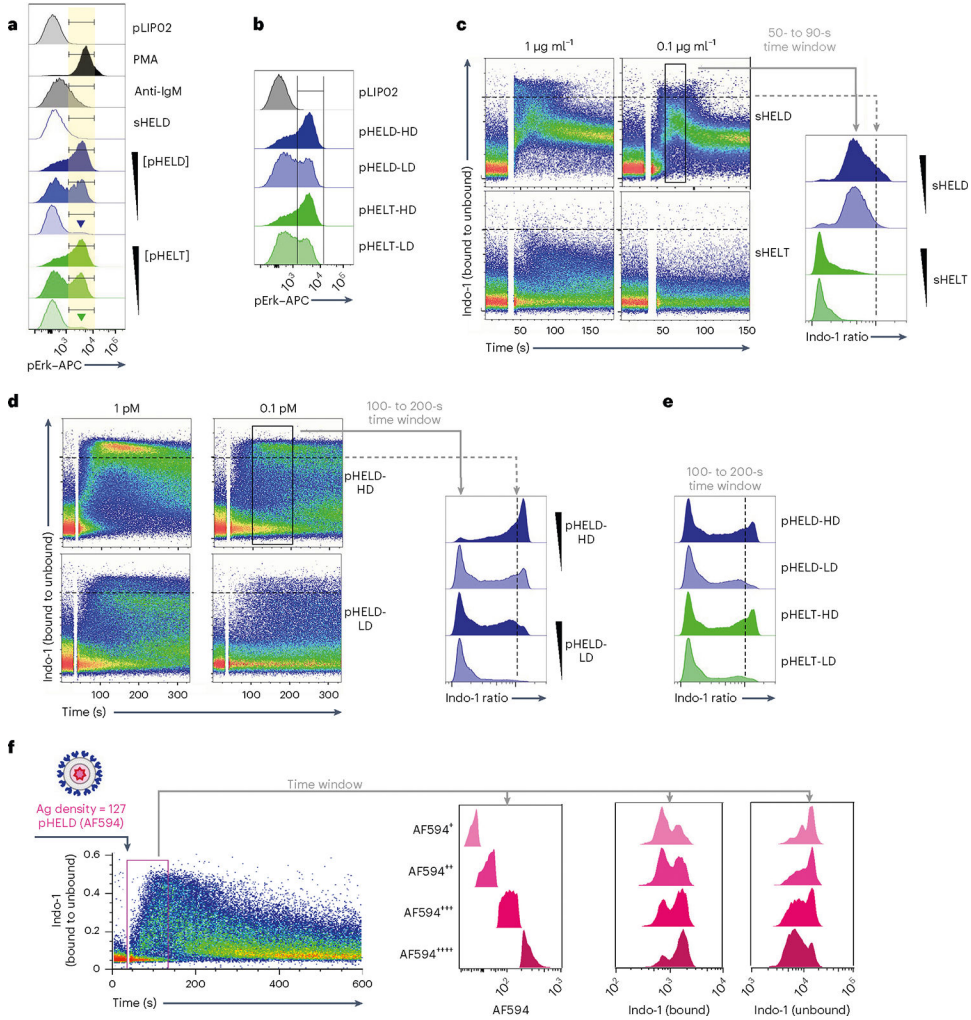 a
pLIP02
PMA
Anti-IgM
sHELD
[pHELD]
[pHELT]
10³ 10⁴ 10⁵
pErk–APC
b
pLIP02
pHELD-HD
pHELD-LD
pHELT-HD
pHELT-LD
10³ 10⁴ 10⁵
pErk–APC
c
1 µg ml⁻¹ 0.1 µg ml⁻¹
50- to 90-s
time window
Indo-1 (bound to unbound)
sHELD
sHELT
50 100 150 50 100 150
Time (s)
sHELD
sHELT
Indo-1 ratio
d
1 pM 0.1 pM
100- to 200-s
time window
Indo-1 (bound to unbound)
pHELD-
HD
pHELD-
LD
100 200 300 100 200 300
Time (s)
pHELD-
HD
pHELD-
LD
Indo-1 ratio
e
100- to 200-s
time window
pHELD-HD
pHELD-LD
pHELT-HD
pHELT-LD
Indo-1 ratio
f
Ag density = 127
pHELD (AF594)
Time window
Indo-1
(bound to unbound)
0.6
0.4
0.2
0
0 200 400 600
Time (s)
AF594⁺
AF594⁺⁺
AF594⁺⁺⁺
AF594⁺⁺⁺⁺
10² 10³
AF594
10² 10³ 10⁴
Indo-1 (bound)
10³ 10⁴ 10⁵
Indo-1 (unbound)